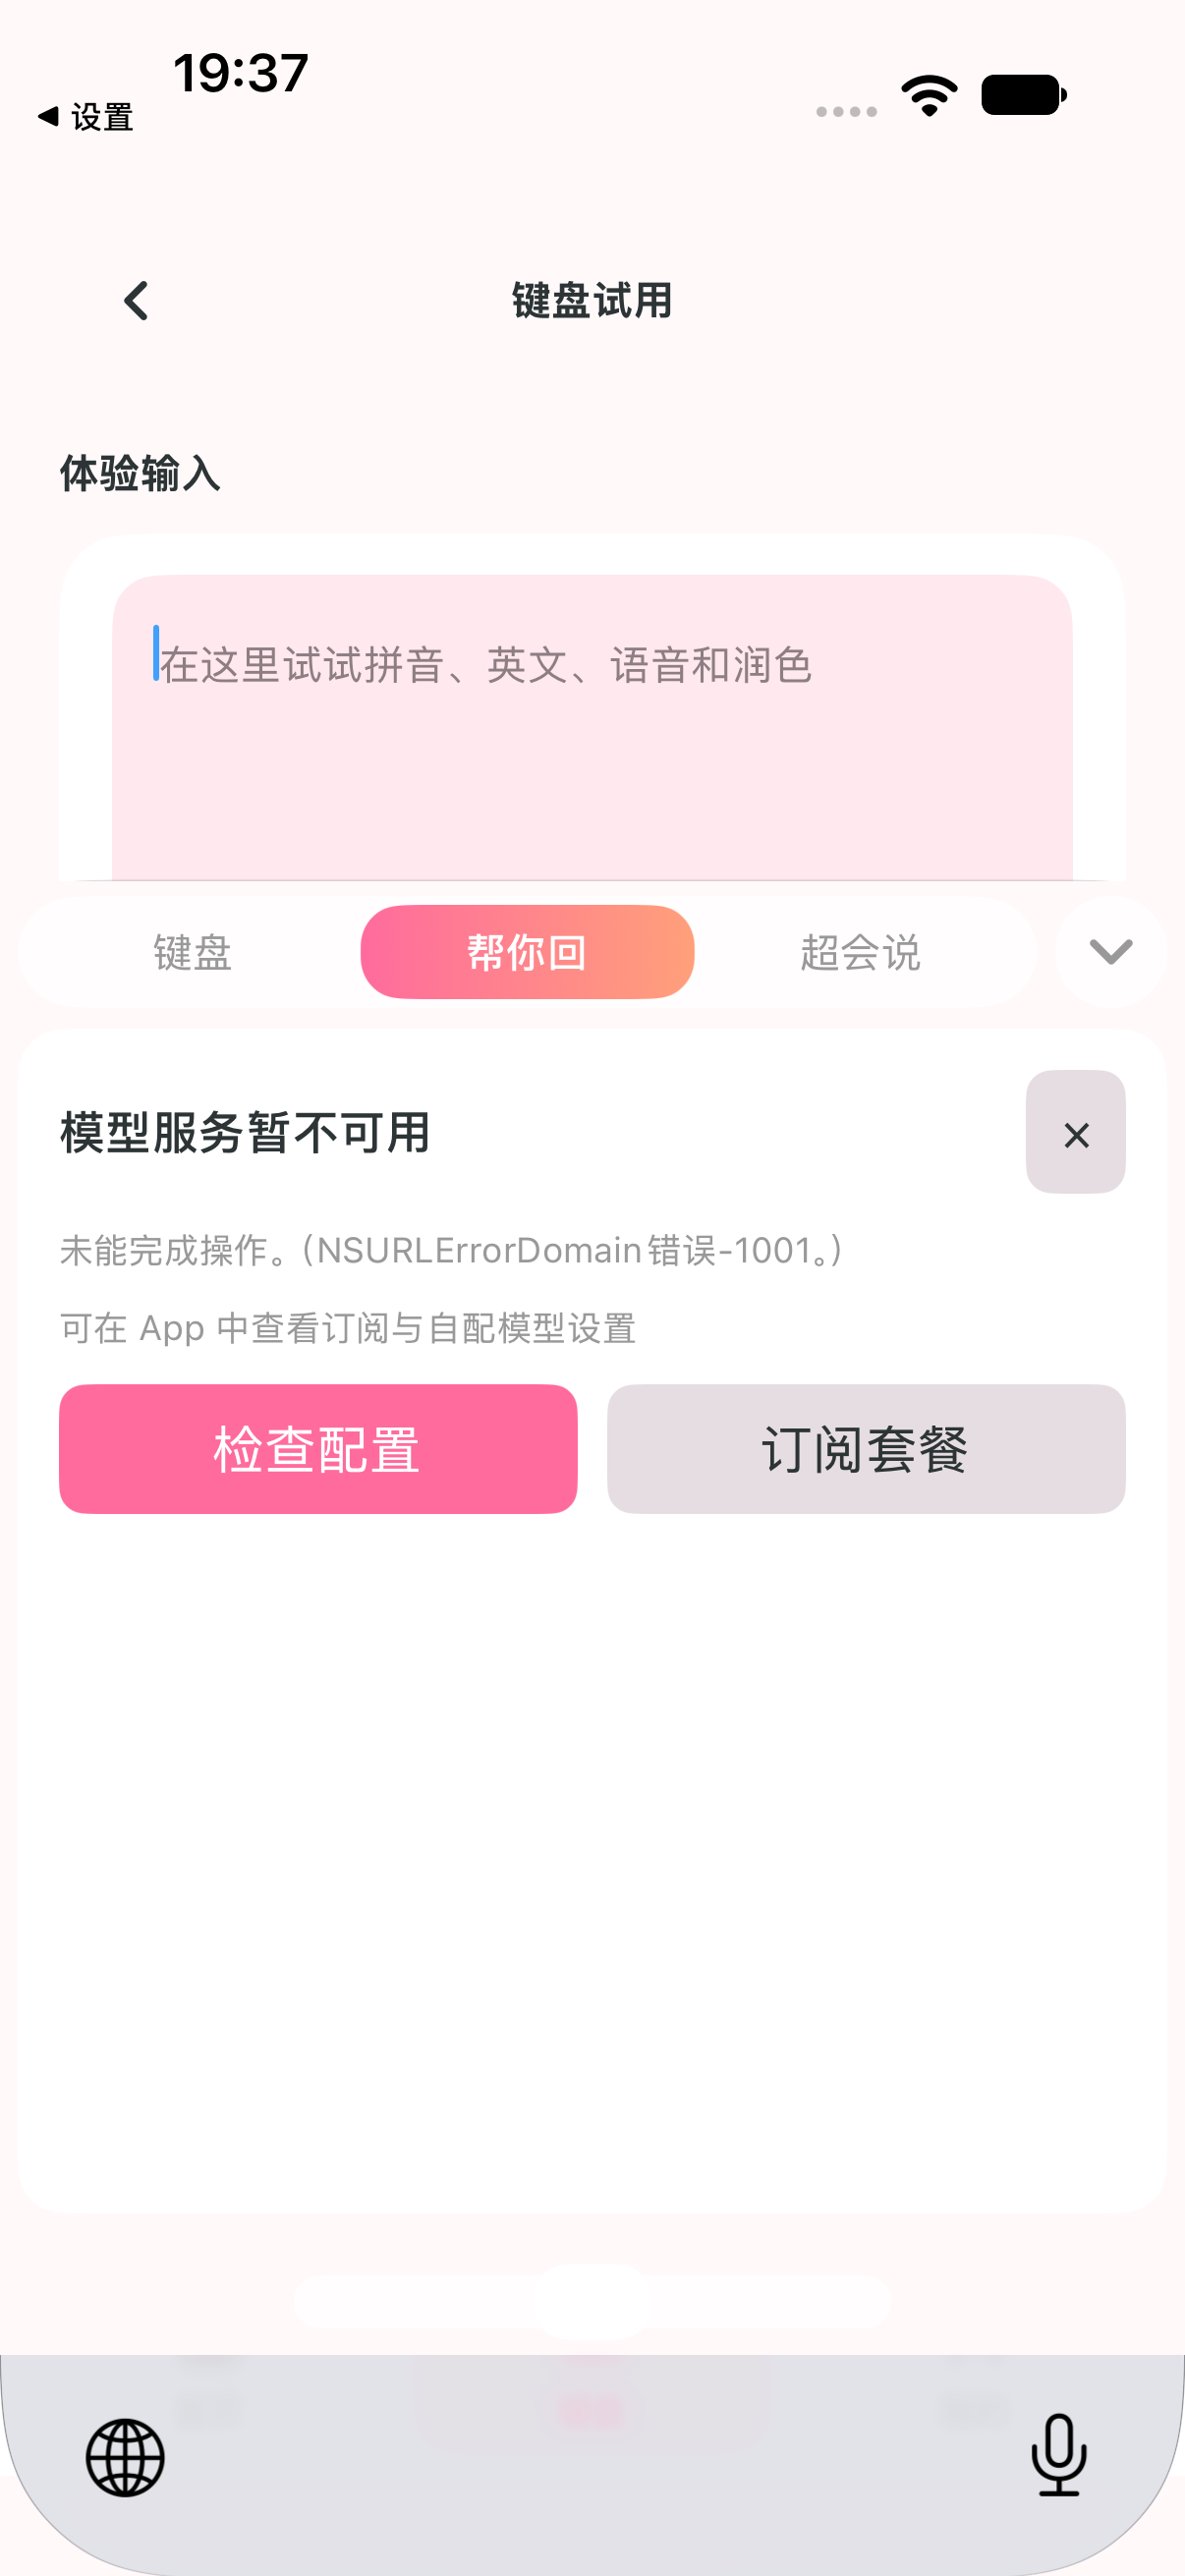 19:37
设置
键盘试用
体验输入
在这里试试拼音、英文、语音和润色
键盘
帮你回
超会说
模型服务暂不可用
×
未能完成操作。（NSURLErrorDomain错误-1001。）
可在 App 中查看订阅与自配模型设置
检查配置
订阅套餐